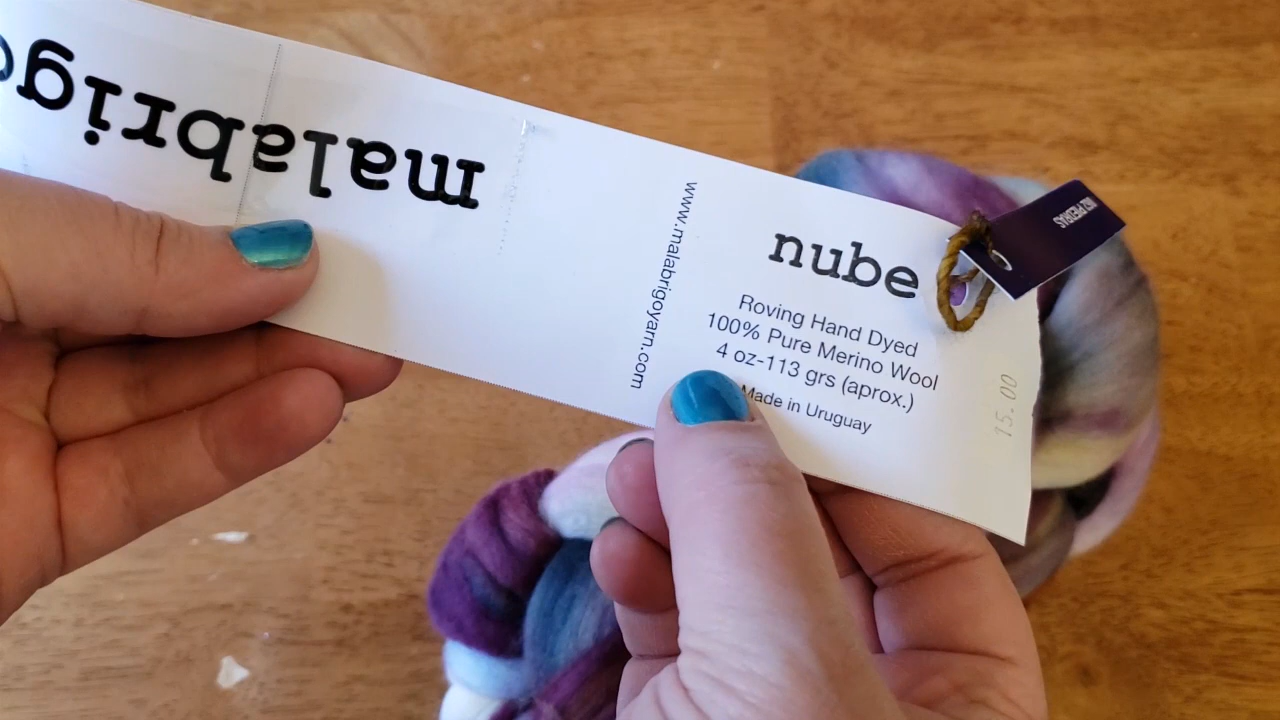 malabrigo
www.malabrigoyarn.com
nube
Roving Hand Dyed
100% Pure Merino Wool
4 oz-113 grs (aprox.)
Made in Uruguay
15.00
PIEDRAS